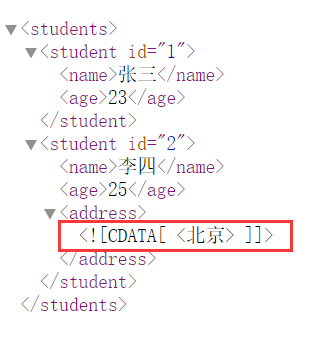 ▼<students>
▼<student id="1">
<name>张三</name>
<age>23</age>
</student>
▼<student id="2">
<name>李四</name>
<age>25</age>
▼<address>
<![CDATA[ <北京> ]]>
</address>
</student>
</students>